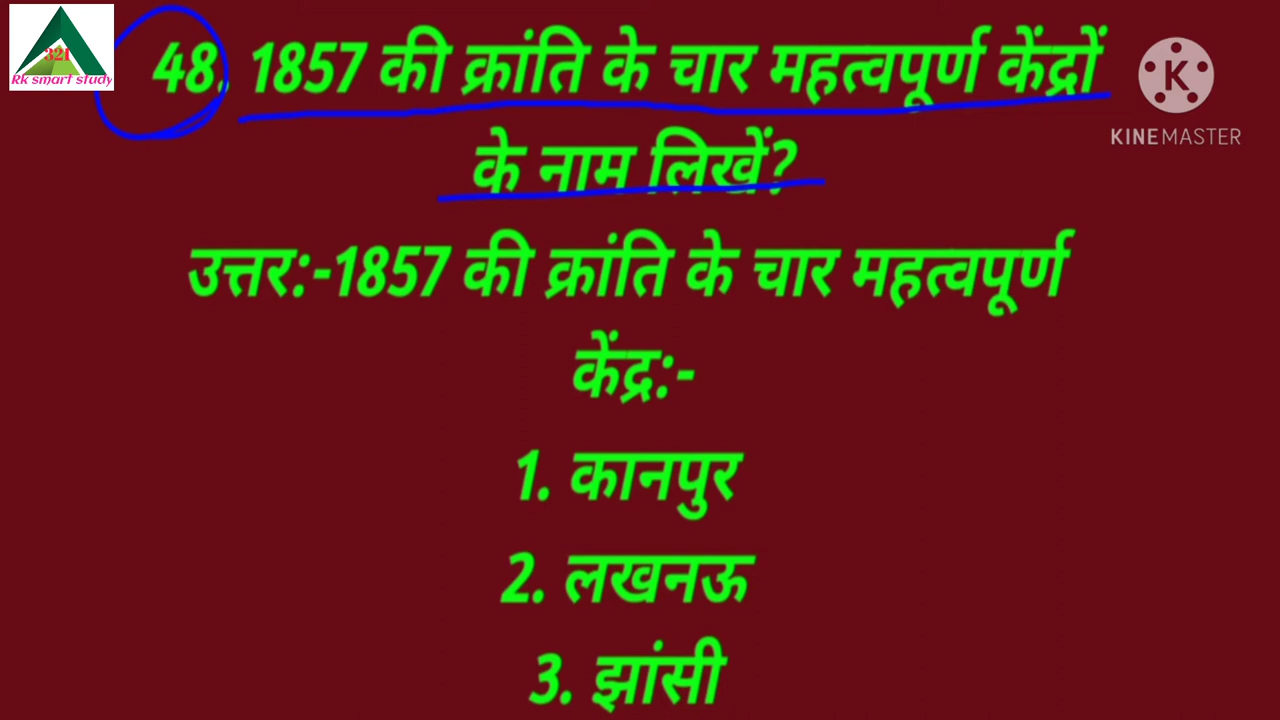 321
RK smart study
48. 1857 की क्रांति के चार महत्वपूर्ण केंद्रों
के नाम लिखें?
उत्तर:-1857 की क्रांति के चार महत्वपूर्ण
केंद्र:-
1. कानपुर
2. लखनऊ
3. झांसी
K
KINEMASTER